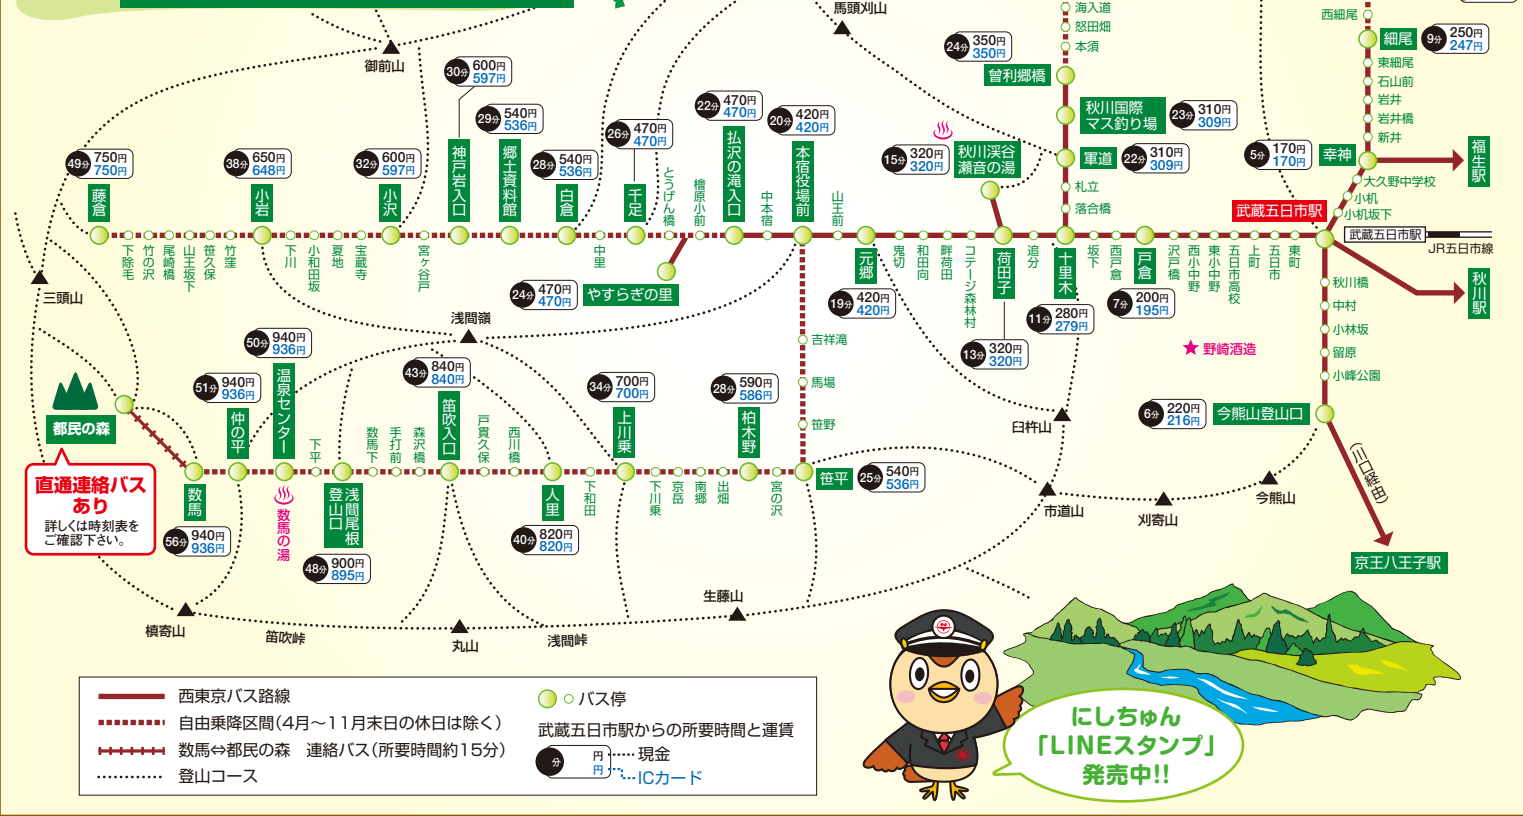 馬頭刈山
御前山
海入道
怒田畑
本須
24分 350円 350円
曽利郷橋
秋川国際
マス釣り場
23分 310円 309円
軍道
22分 310円 309円
札立
落合橋
西細尾
細尾
9分 250円 247円
東細尾
石山前
岩井
岩井橋
新井
幸神
5分 170円 170円
福生駅
大久野中学校
小机
小机坂下
武蔵五日市駅
武蔵五日市駅
JR五日市線
秋川駅
49分 750円 750円
藤倉
下除毛
竹の沢
尾崎橋
山王坂下
笹久保
竹窪
38分 650円 648円
小岩
下川
小和田坂
夏地
宝蔵寺
32分 600円 597円
小沢
宮ヶ谷戸
30分 600円 597円
神戸岩入口
29分 540円 536円
郷土資料館
28分 540円 536円
白倉
中里
26分 470円 470円
千足
とうげん橋
24分 470円 470円
やすらぎの里
檜原小前
22分 470円 470円
払沢の滝入口
中本宿
20分 420円 420円
本宿役場前
山王前
元郷
19分 420円 420円
鬼切
和田向
畔荷田
コテージ森林村
15分 320円 320円
秋川渓谷
瀬音の湯
荷田子
13分 320円 320円
追分
十里木
11分 280円 279円
坂下
西戸倉
戸倉
7分 200円 195円
沢戸橋
西小中野
東小中野
五日市高校
上町
五日市
東町
野崎酒造
秋川橋
中村
小林坂
留原
小峰公園
6分 220円 216円
今熊山登山口
(川口経由)
京王八王子駅
三頭山
浅間嶺
臼杵山
市道山
刈寄山
今熊山
吉祥滝
馬場
笹野
笹平
25分 540円 536円
宮の沢
28分 590円 586円
柏木野
出畑
南郷
京岳
下川乗
34分 700円 700円
上川乗
下和田
人里
40分 820円 820円
西川橋
戸貫久保
43分 840円 840円
笛吹入口
森沢橋
手打前
数馬下
浅間尾根
登山口
48分 900円 895円
下平
50分 940円 936円
温泉センター
数馬の湯
51分 940円 936円
仲の平
数馬
56分 940円 936円
都民の森
直通連絡バス
あり
詳しくは時刻表を
ご確認下さい。
槙寄山
笛吹峠
丸山
浅間峠
生藤山
西東京バス路線
自由乗降区間(4月〜11月末日の休日は除く)
数馬⇔都民の森　連絡バス(所要時間約15分)
登山コース
バス停
武蔵五日市駅からの所要時間と運賃
分 円 現金
円 ICカード
にしちゅん
「LINEスタンプ」
発売中!!